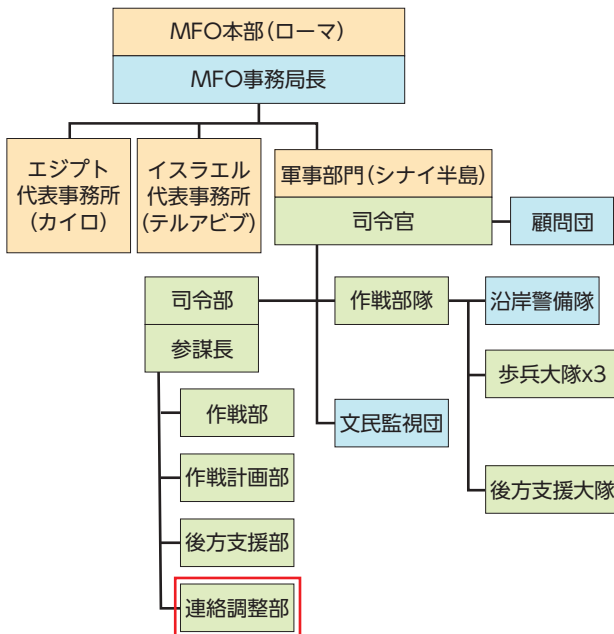 MFO本部(ローマ)
MFO事務局長
エジプト
代表事務所
(カイロ)
イスラエル
代表事務所
(テルアビブ)
軍事部門(シナイ半島)
司令官
顧問団
司令部
参謀長
作戦部隊
沿岸警備隊
歩兵大隊x3
後方支援大隊
文民監視団
作戦部
作戦計画部
後方支援部
連絡調整部